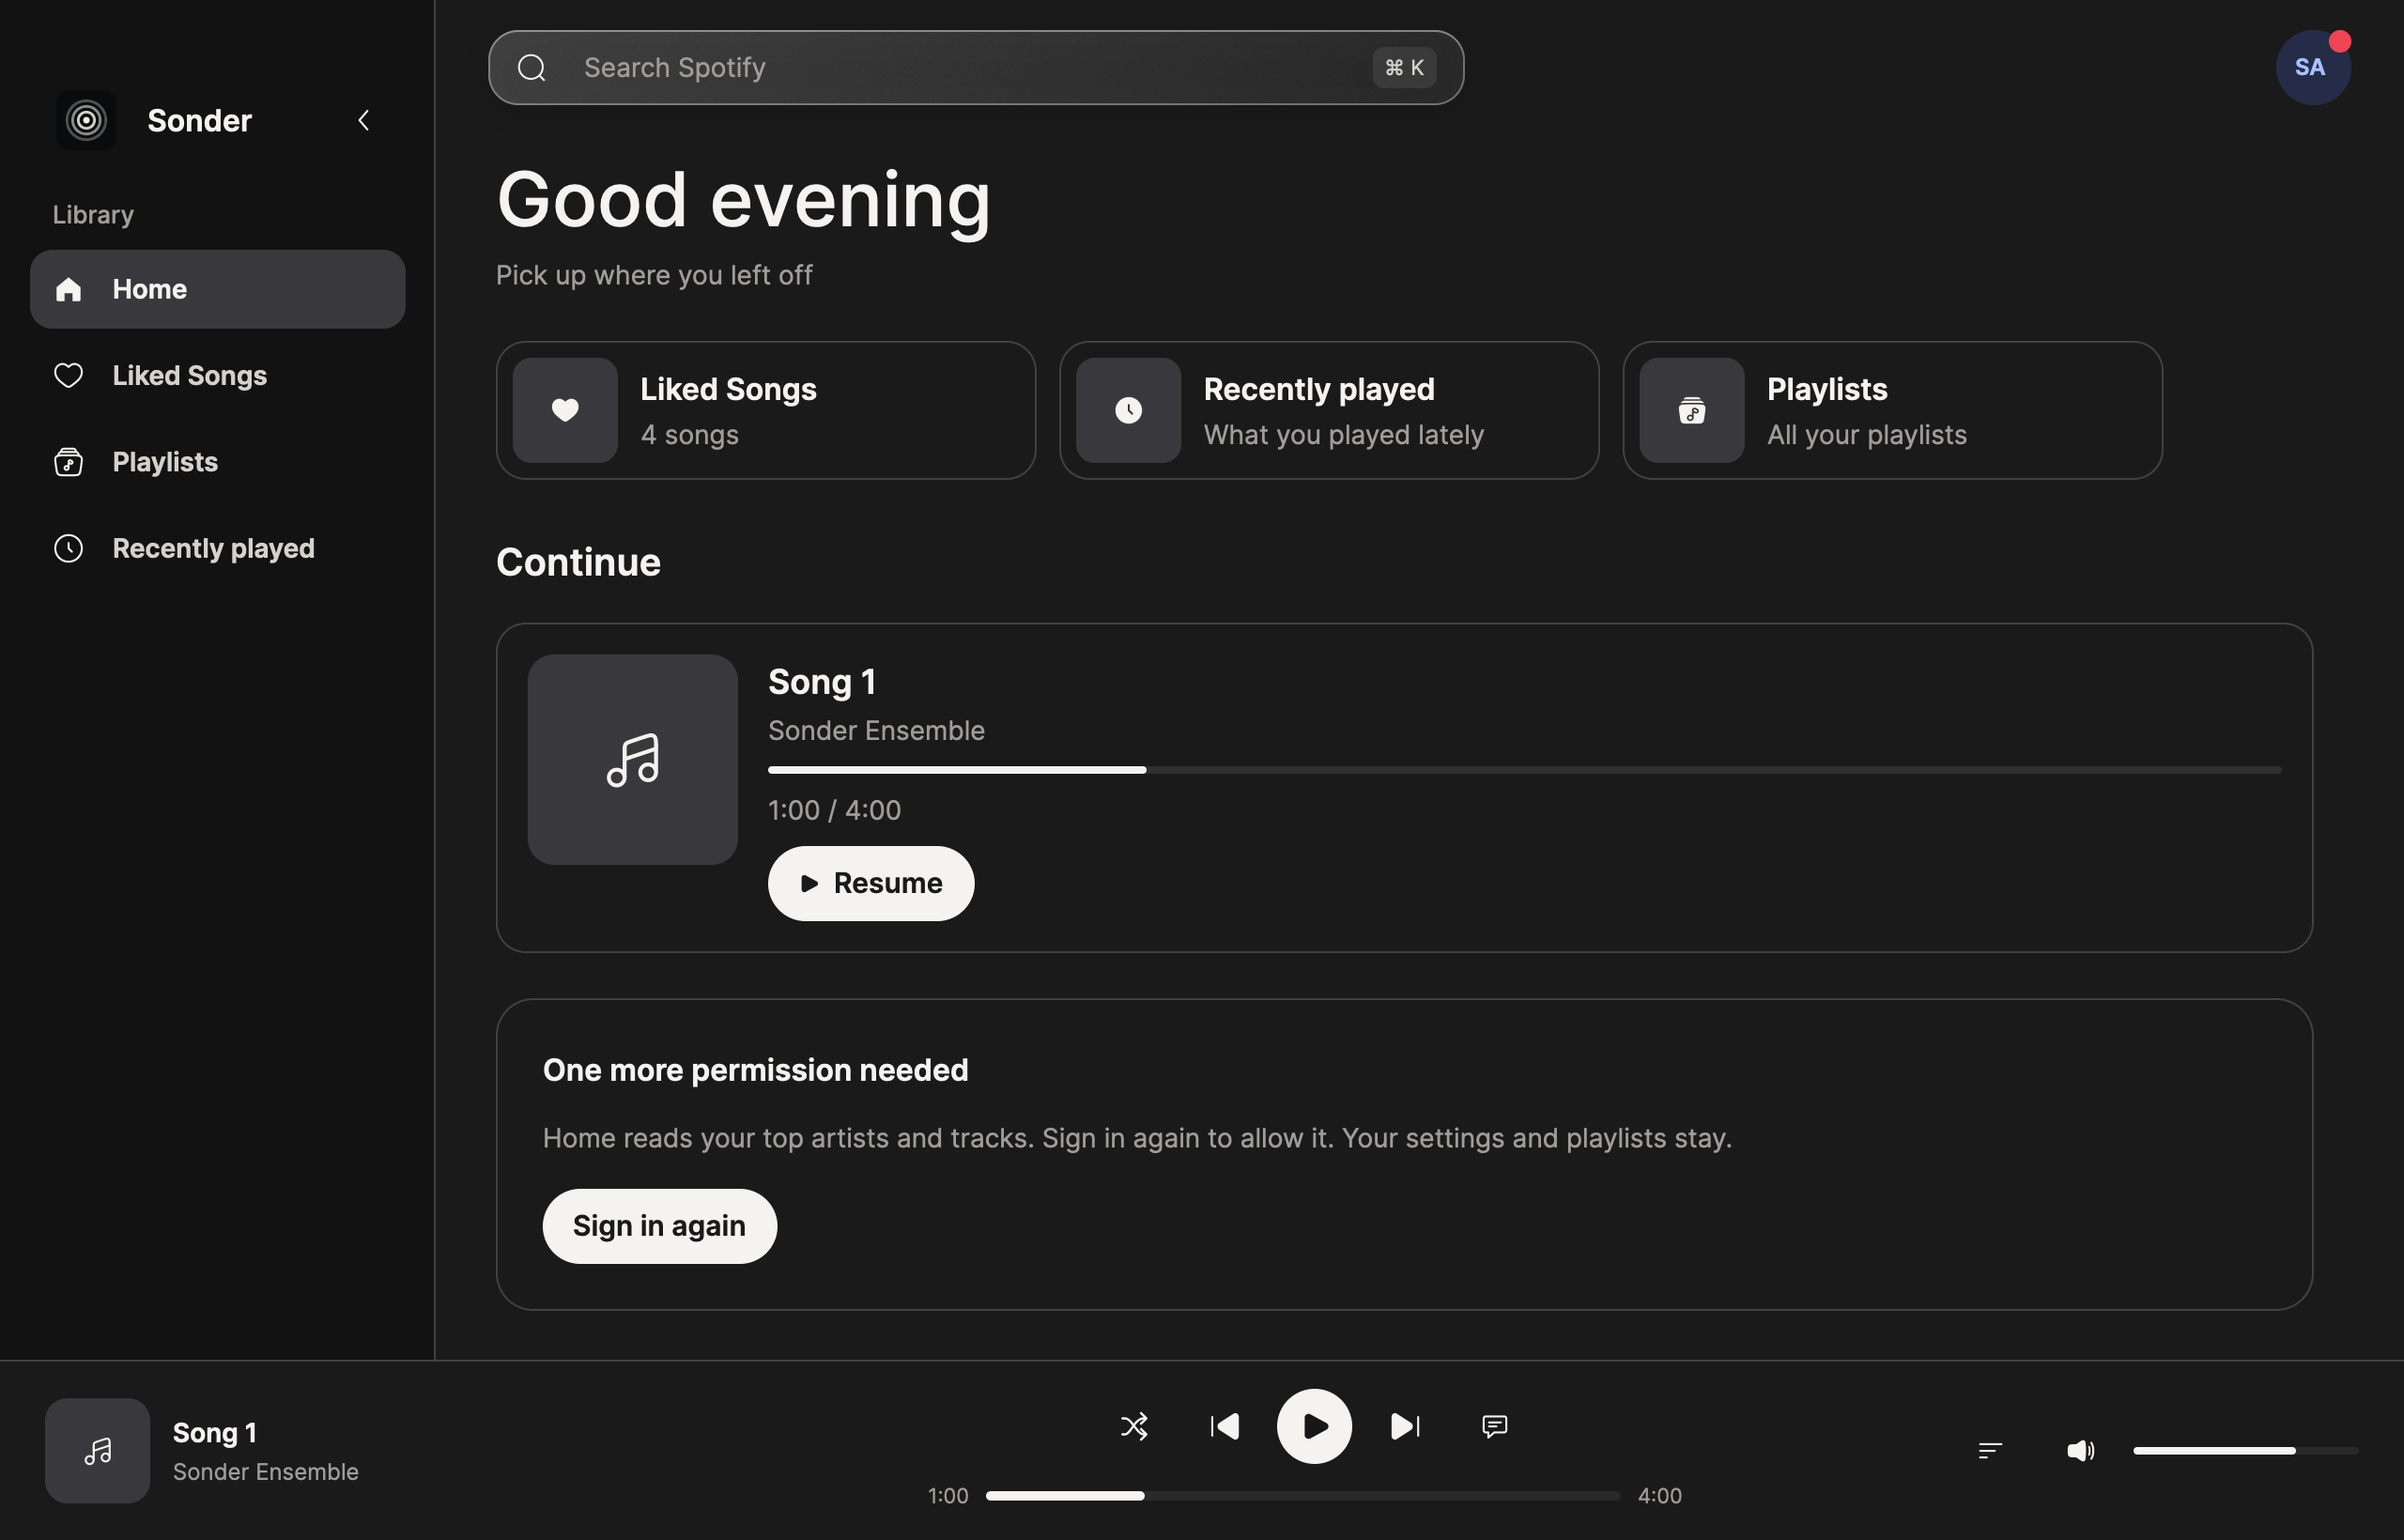 Sonder
Library
Home
Liked Songs
Playlists
Recently played
Search Spotify
⌘ K
SA
Good evening
Pick up where you left off
Liked Songs
4 songs
Recently played
What you played lately
Playlists
All your playlists
Continue
Song 1
Sonder Ensemble
1:00 / 4:00
Resume
One more permission needed
Home reads your top artists and tracks. Sign in again to allow it. Your settings and playlists stay.
Sign in again
Song 1
Sonder Ensemble
1:00
4:00